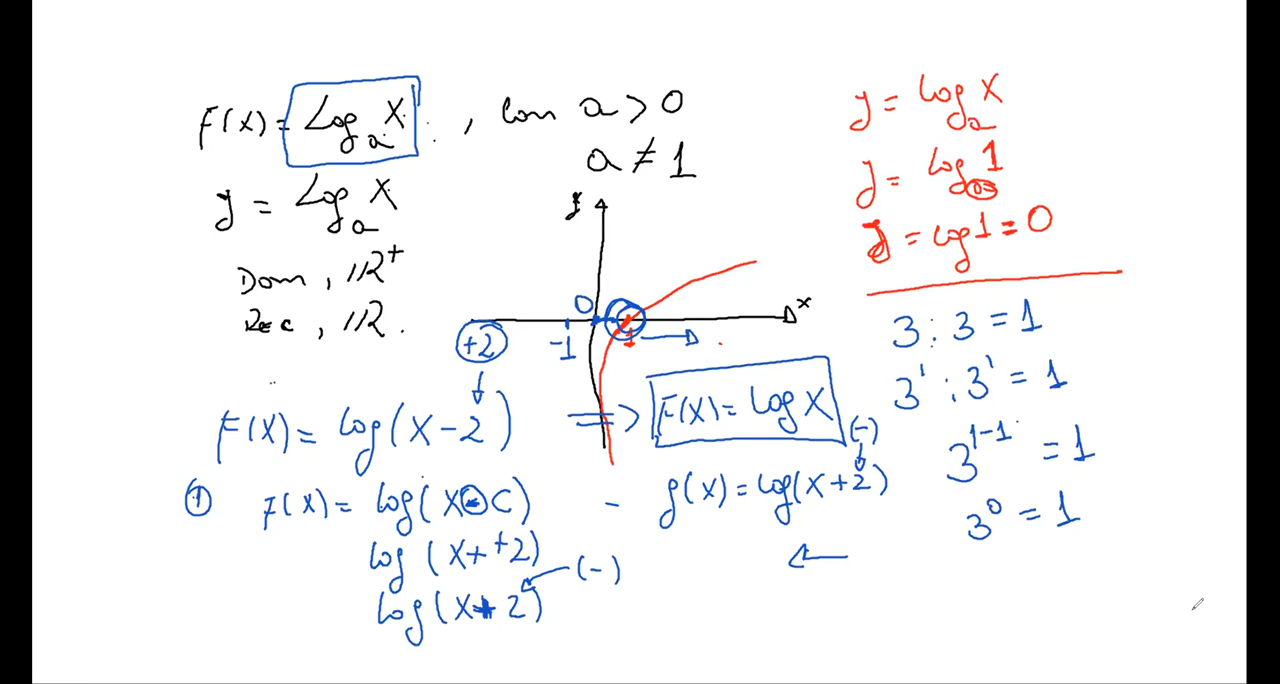 F(x) = Log_a x , con a > 0
a ≠ 1
y = Log_a x
Dom, IR⁺
Rec, IR.
y
x
0
-1
1
+2
F(x) = log(x-2) => F(x) = log x
① F(x) = log(x-c) - g(x) = log(x+2)
(-)
log(x++2)
log(x+2) (-)
y = log_a x
y = log 1
y = log 1 = 0
3 : 3 = 1
3¹ : 3¹ = 1
3¹⁻¹ = 1
3⁰ = 1